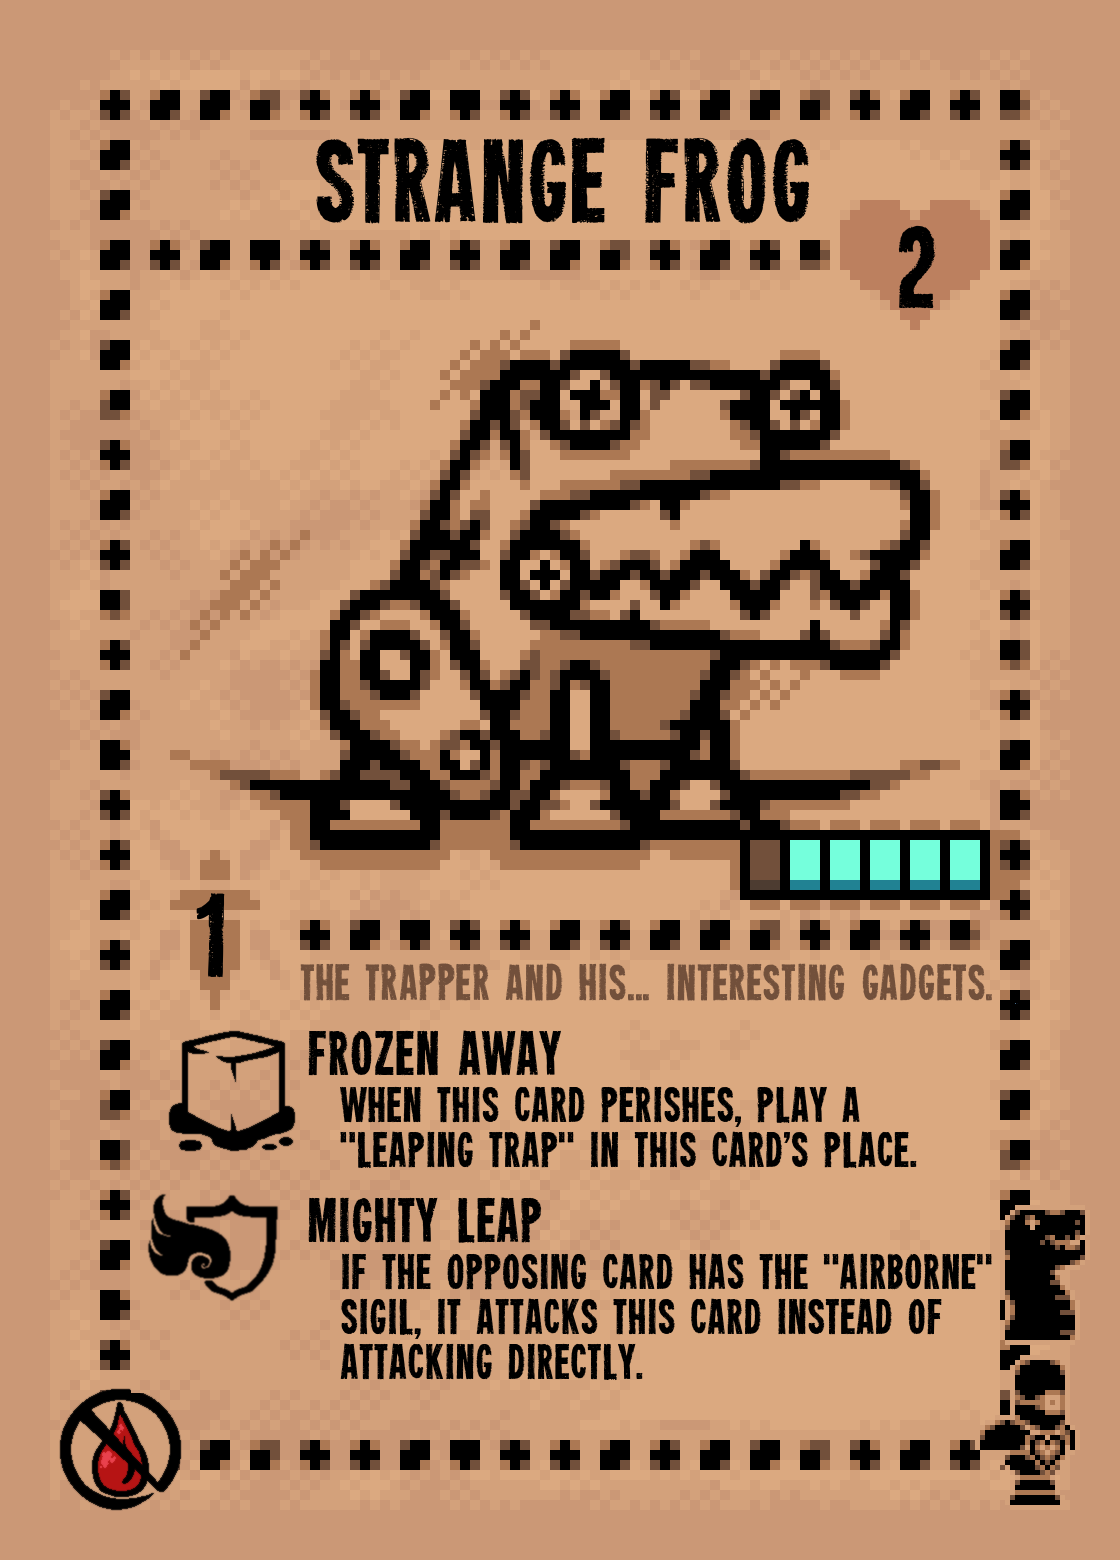 STRANGE FROG
2
1
THE TRAPPER AND HIS... INTERESTING GADGETS.
FROZEN AWAY
WHEN THIS CARD PERISHES, PLAY A
"LEAPING TRAP" IN THIS CARD'S PLACE.
MIGHTY LEAP
IF THE OPPOSING CARD HAS THE "AIRBORNE"
SIGIL, IT ATTACKS THIS CARD INSTEAD OF
ATTACKING DIRECTLY.